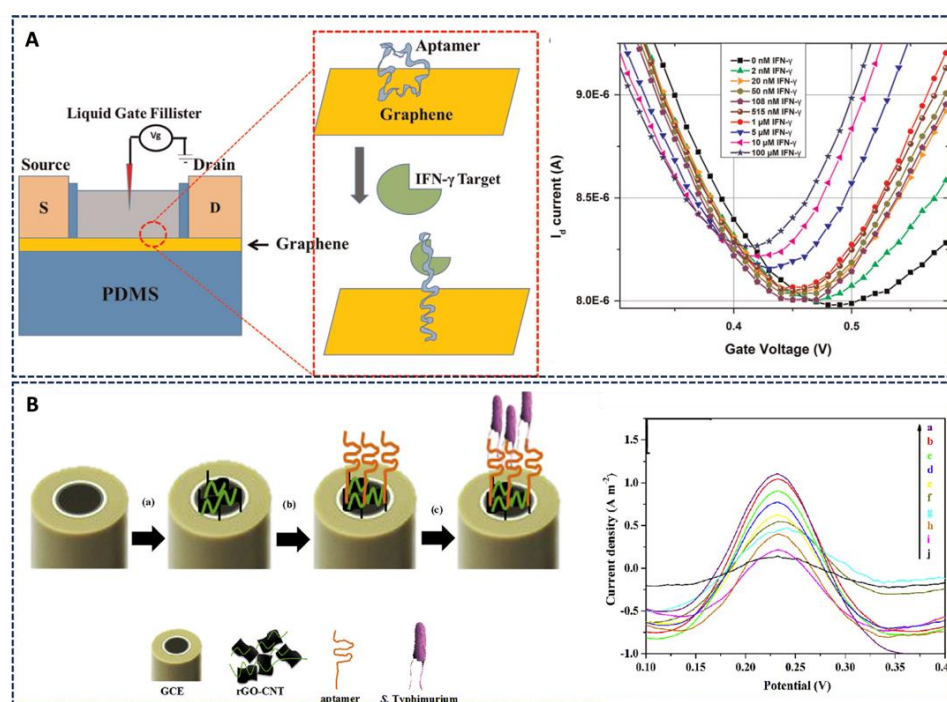 A
Aptamer
Graphene
Liquid Gate Fillister
Vg
Source
Drain
S
D
IFN-γ Target
Graphene
PDMS
0 nM IFN-γ
2 nM IFN-γ
20 nM IFN-γ
50 nM IFN-γ
108 nM IFN-γ
515 nM IFN-γ
1 µM IFN-γ
5 µM IFN-γ
10 µM IFN-γ
100 µM IFN-γ
9.0E-6
8.5E-6
8.0E-6
I_d current (A)
0.4
0.5
Gate Voltage (V)
B
(a)
(b)
(c)
GCE
rGO-CNT
aptamer
S. Typhimurium
1.5
1.0
0.5
0.0
-0.5
-1.0
Current density (A m⁻²)
a
b
c
d
e
f
g
h
i
j
0.10
0.15
0.20
0.25
0.30
0.35
Potential (V)